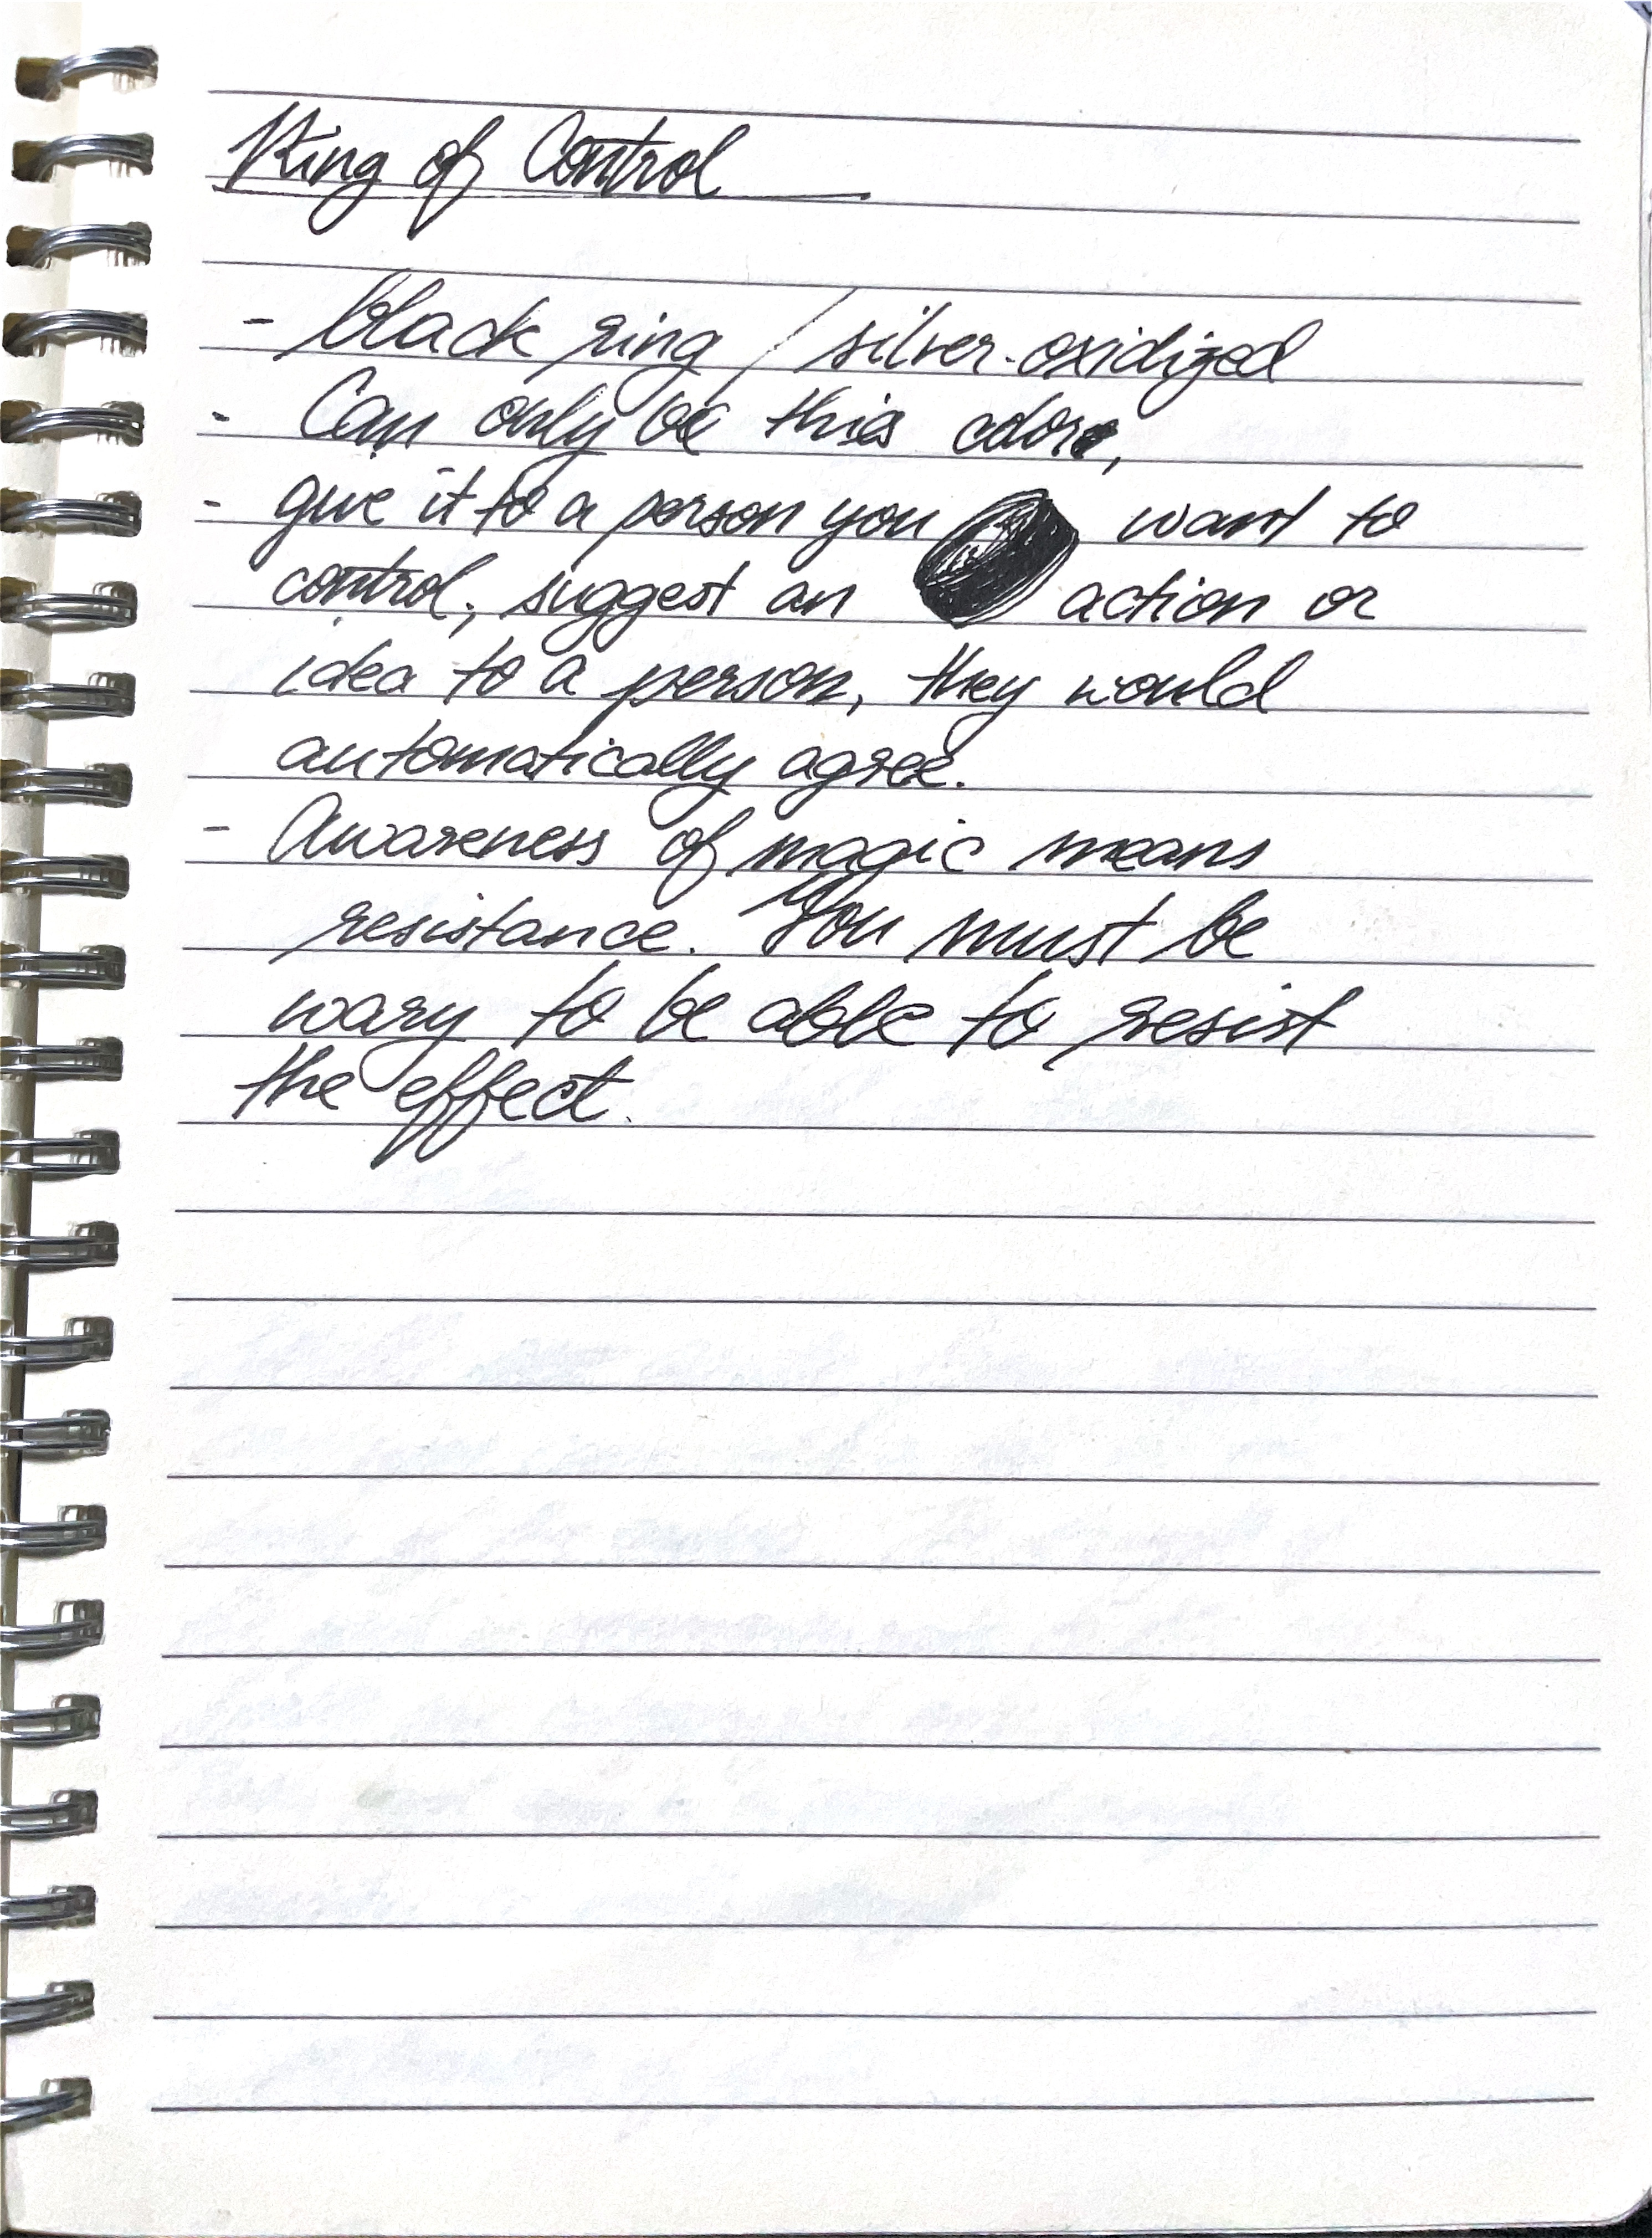 Ring of Control
- black ring / silver-oxidized
- Can only be this color,
- give it to a person you want to
control; suggest an action or
idea to a person, they would
automatically agree.
- Awareness of magic means
resistance. You must be
wary to be able to resist
the effect.